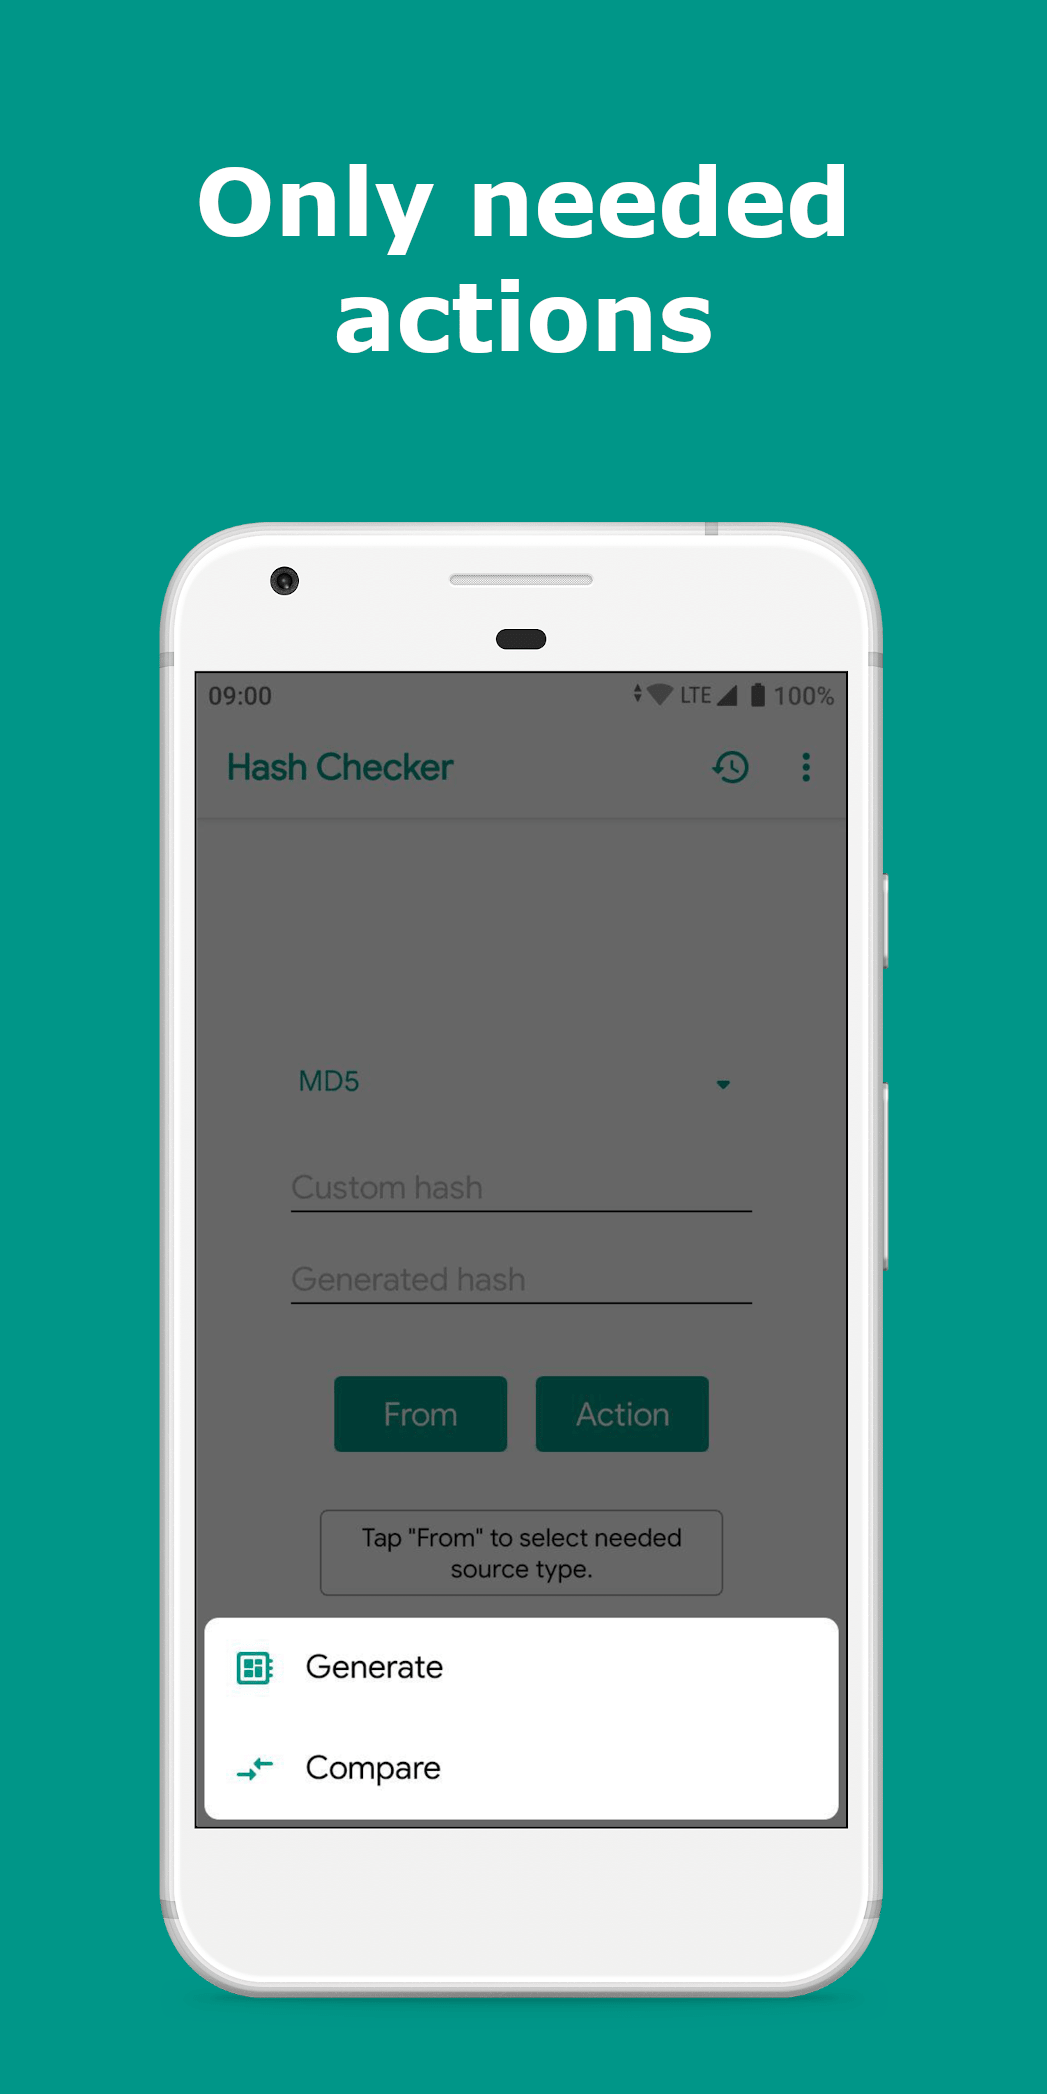 Only needed
actions
09:00
LTE
100%
Hash Checker
MD5
Custom hash
Generated hash
From
Action
Tap "From" to select needed
source type.
Generate
Compare